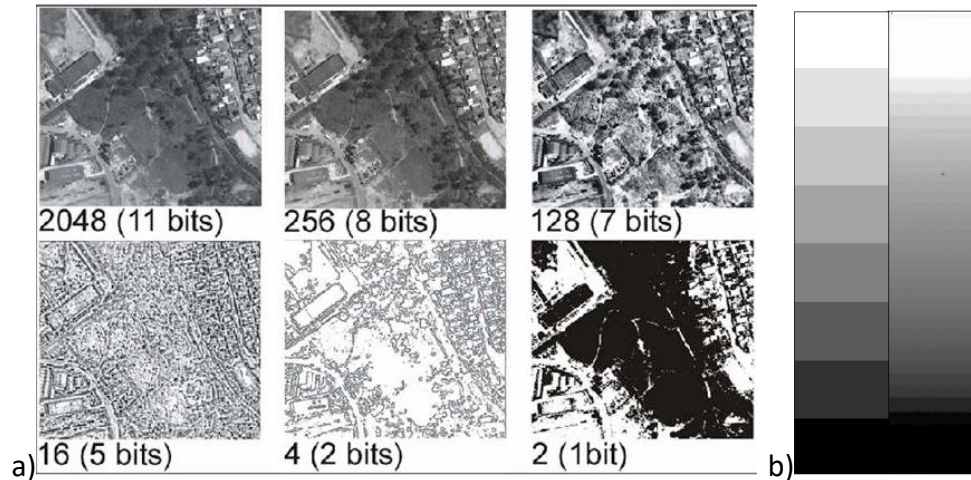 2048 (11 bits) 256 (8 bits) 128 (7 bits)
a) 16 (5 bits) 4 (2 bits) 2 (1bit) b)